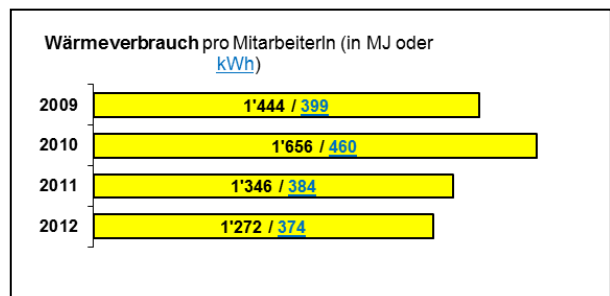 Wärmeverbrauch pro MitarbeiterIn (in MJ oder
kWh)
2009 1'444 / 399
2010 1'656 / 460
2011 1'346 / 384
2012 1'272 / 374